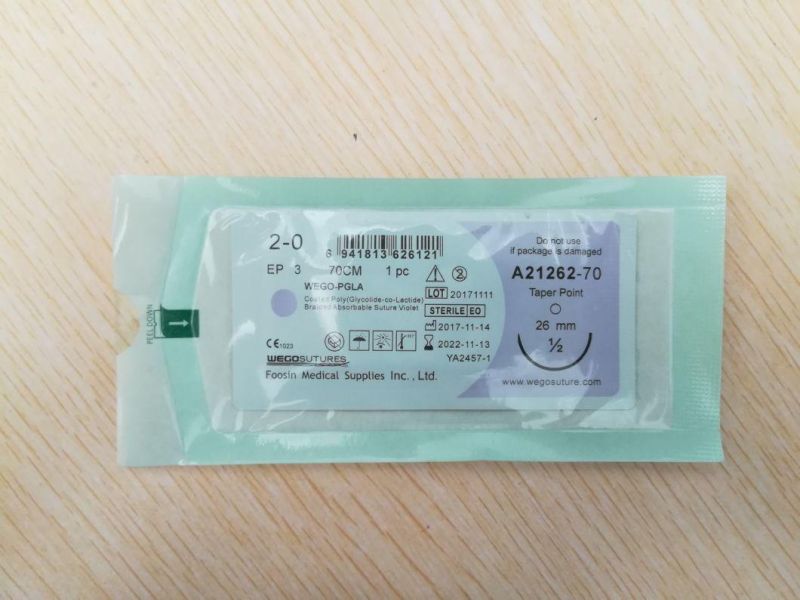 2-0
6 941813 626121
EP 3 70CM 1 pc
WEGO-PGLA
Coated Poly(Glycolide-co-Lactide)
Braided Absorbable Suture Violet
2
LOT 20171111
STERILE EO
2017-11-14
2022-11-13
CE 1023
YA2457-1
WEGOSUTURES
Foosin Medical Supplies Inc., Ltd.
Do not use
if package is damaged
A21262-70
Taper Point
26 mm
½
www.wegosuture.com
PEEL DOWN